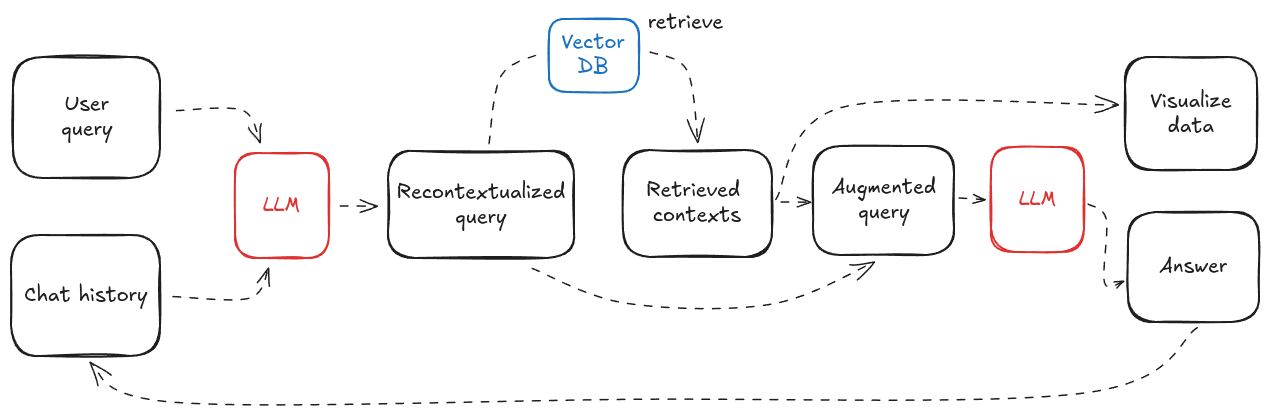 retrieve
Vector
DB
User
query
Visualize
data
LLM
Recontextualized
query
Retrieved
contexts
Augmented
query
LLM
Chat history
Answer